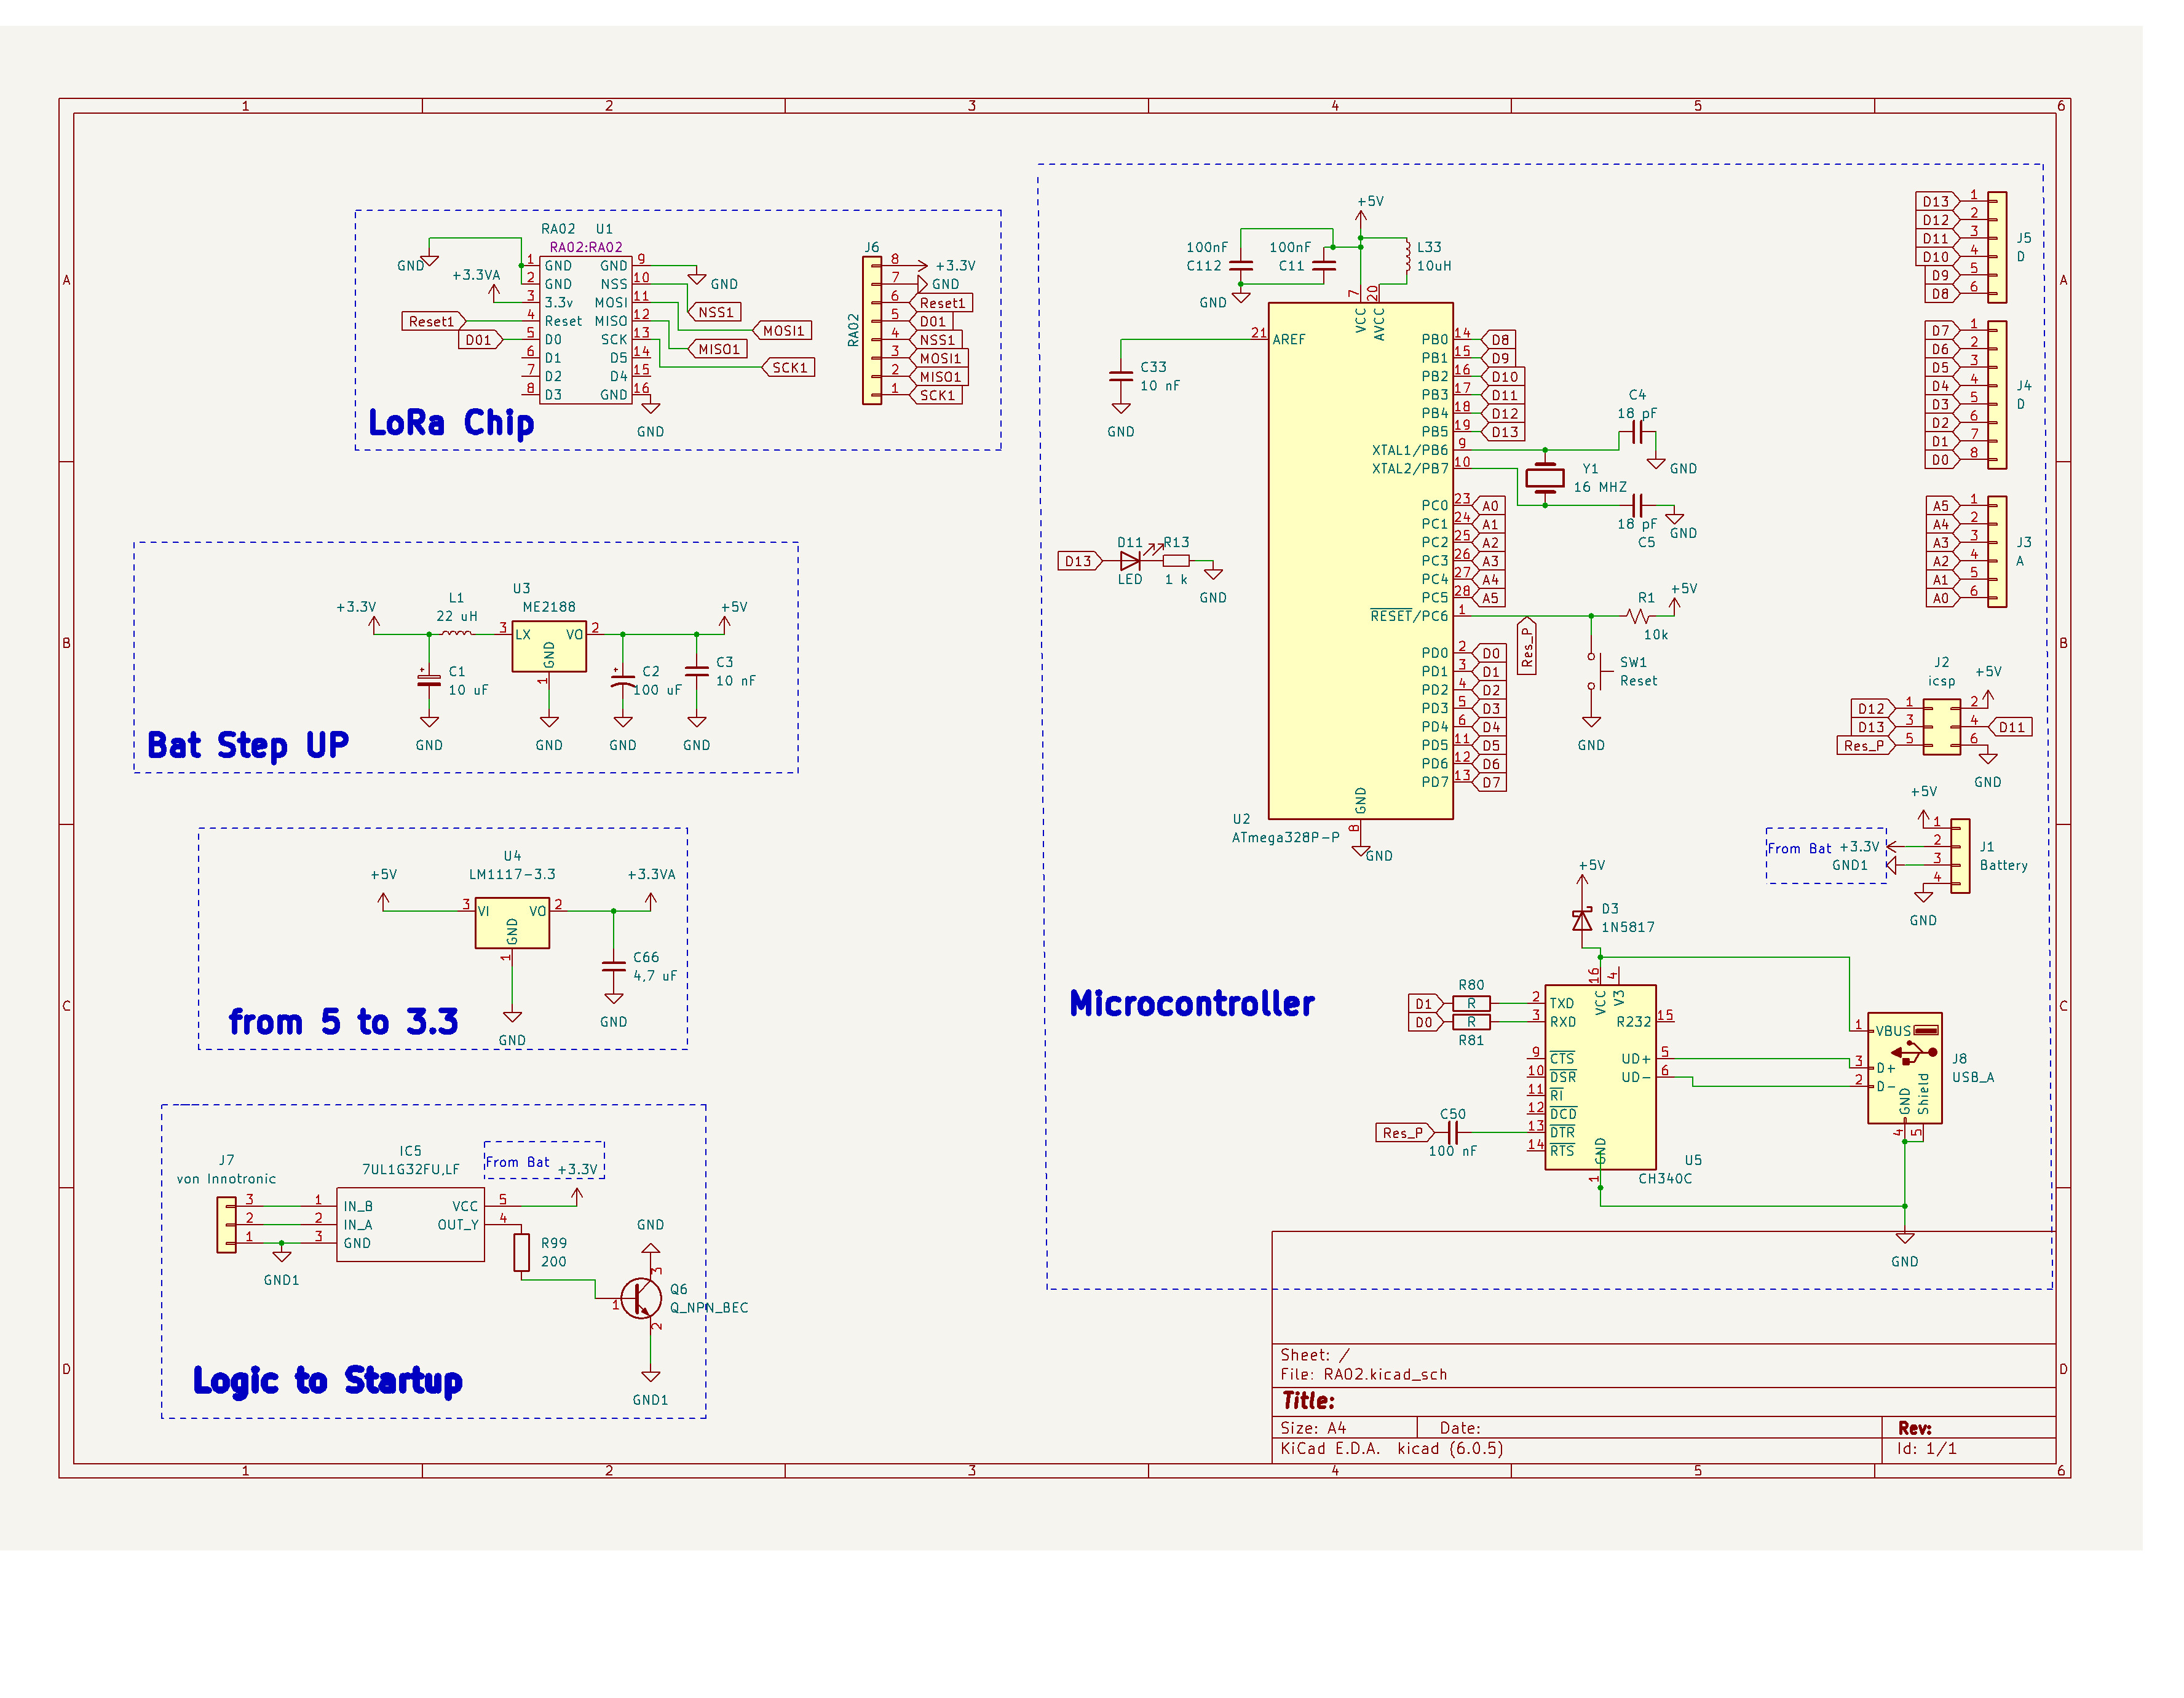 1 2 3 4 5 6
A
B
C
D
RA02 U1
RA02:RA02
GND
+3.3VA
1 GND GND 9
2 GND NSS 10
3 3.3v MOSI 11
4 Reset MISO 12
5 D0 SCK 13
6 D1 D5 14
7 D2 D4 15
8 D3 GND 16
Reset1
D01
GND
NSS1
MOSI1
MISO1
SCK1
GND
LoRa Chip
J6
RA02
8 +3.3V
7 GND
6 Reset1
5 D01
4 NSS1
3 MOSI1
2 MISO1
1 SCK1
+3.3V
L1
22 uH
U3
ME2188
3 LX VO 2
GND
1
+5V
C1
10 uF
C2
100 uF
C3
10 nF
GND GND GND GND
Bat Step UP
U4
LM1117-3.3
+5V
+3.3VA
3 VI VO 2
GND
1
C66
4,7 uF
GND
GND
from 5 to 3.3
J7
von Innotronic
IC5
7UL1G32FU,LF
From Bat
+3.3V
3 1 IN_B VCC 5
2 2 IN_A OUT_Y 4
1 3 GND
GND1
R99
200
GND
3
Q6
Q_NPN_BEC
1
2
GND1
Logic to Startup
+5V
100nF
C112
100nF
C11
L33
10uH
GND
7 20
VCC AVCC
21 AREF
C33
10 nF
GND
PB0 14 D8
PB1 15 D9
PB2 16 D10
PB3 17 D11
PB4 18 D12
PB5 19 D13
XTAL1/PB6 9
XTAL2/PB7 10
PC0 23 A0
PC1 24 A1
PC2 25 A2
PC3 26 A3
PC4 27 A4
PC5 28 A5
RESET/PC6 1
PD0 2 D0
PD1 3 D1
PD2 4 D2
PD3 5 D3
PD4 6 D4
PD5 11 D5
PD6 12 D6
PD7 13 D7
GND
8
GND
U2
ATmega328P-P
D13
D11
LED
R13
1 k
GND
C4
18 pF
GND
Y1
16 MHZ
18 pF
C5
GND
Res_P
R1
10k
+5V
SW1
Reset
GND
D13 1
D12 2
D11 3
D10 4
D9 5
D8 6
J5
D
D7 1
D6 2
D5 3
D4 4
D3 5
D2 6
D1 7
D0 8
J4
D
A5 1
A4 2
A3 3
A2 4
A1 5
A0 6
J3
A
J2
icsp
+5V
D12 1 2
D13 3 4 D11
Res_P 5 6
GND
+5V
1
From Bat +3.3V 2
GND1 3
4
J1
Battery
GND
Microcontroller
+5V
D3
1N5817
16 4
VCC V3
D1 R80 R 2 TXD
D0 R R81 3 RXD
R232 15
9 CTS UD+ 5
10 DSR UD- 6
11 RI
12 DCD
13 DTR
14 RTS
GND
1
Res_P
C50
100 nF
U5
CH340C
1 VBUS
3 D+
2 D-
GND Shield
4 5
J8
USB_A
GND
Sheet: /
File: RA02.kicad_sch
Title:
Size: A4 Date: Rev:
KiCad E.D.A. kicad (6.0.5) Id: 1/1
1 2 3 4 5 6
A
B
C
D